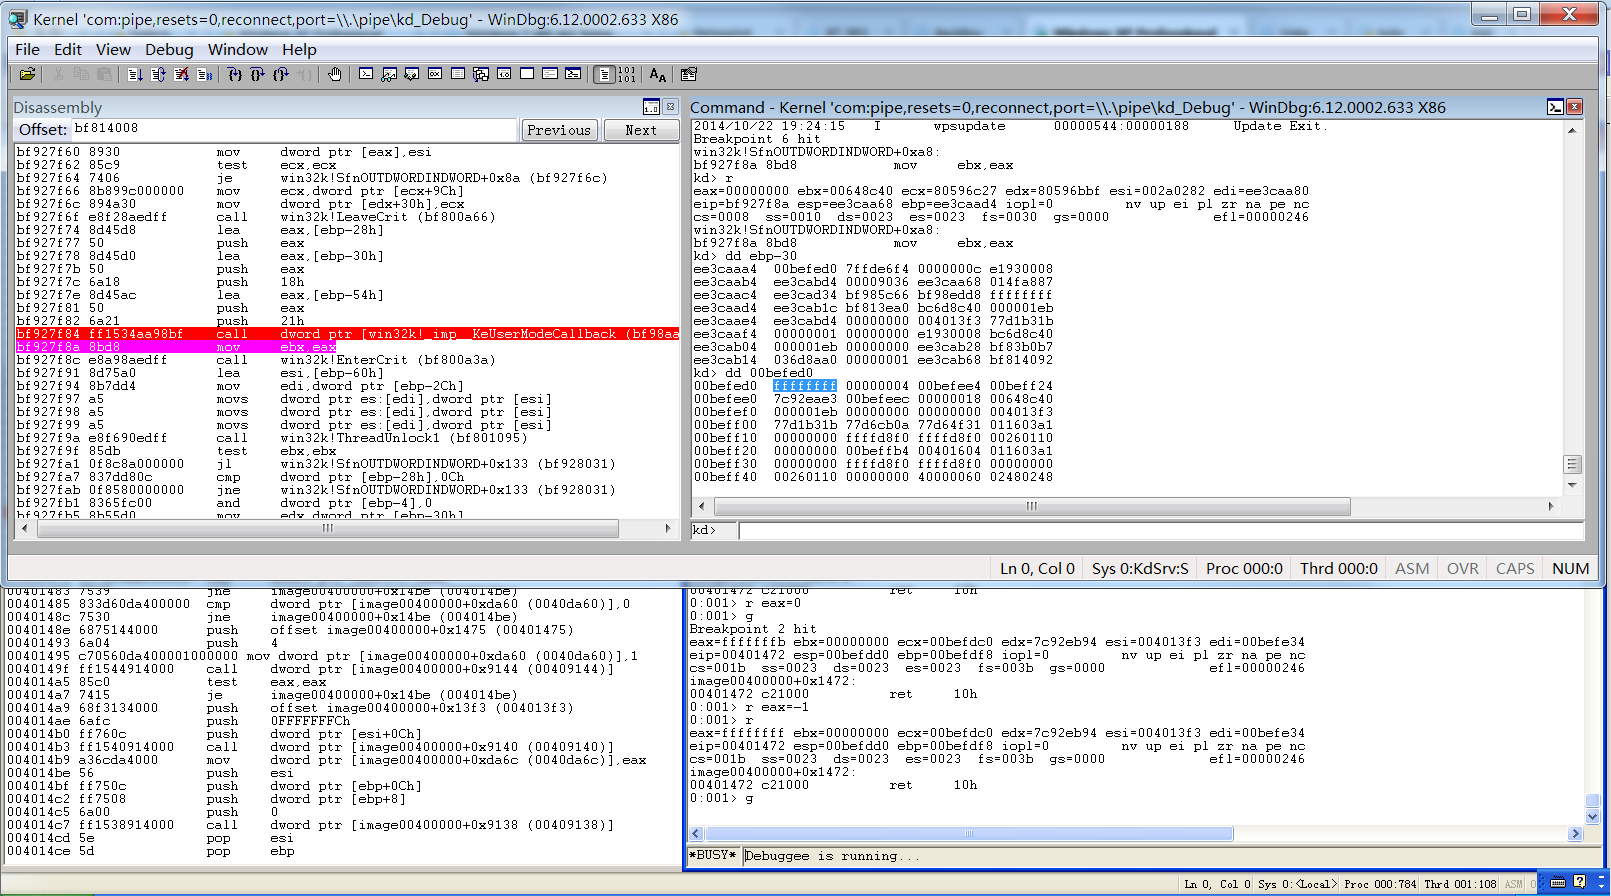 Kernel 'com:pipe,resets=0,reconnect,port=\\.\pipe\kd_Debug' - WinDbg:6.12.0002.633 X86
File Edit View Debug Window Help
Disassembly
Offset: bf814008
Previous
Next
bf927f60 8930 mov dword ptr [eax],esi
bf927f62 85c9 test ecx,ecx
bf927f64 7406 je win32k!SfnOUTDWORDINDWORD+0x8a (bf927f6c)
bf927f66 8b899c000000 mov ecx,dword ptr [ecx+9Ch]
bf927f6c 894a30 mov dword ptr [edx+30h],ecx
bf927f6f e8f28aedff call win32k!LeaveCrit (bf800a66)
bf927f74 8d45d8 lea eax,[ebp-28h]
bf927f77 50 push eax
bf927f78 8d45d0 lea eax,[ebp-30h]
bf927f7b 50 push eax
bf927f7c 6a18 push 18h
bf927f7e 8d45ac lea eax,[ebp-54h]
bf927f81 50 push eax
bf927f82 6a21 push 21h
bf927f84 ff1534aa98bf call dword ptr [win32k!_imp__KeUserModeCallback (bf98aa
bf927f8a 8bd8 mov ebx,eax
bf927f8c e8a98aedff call win32k!EnterCrit (bf800a3a)
bf927f91 8d75a0 lea esi,[ebp-60h]
bf927f94 8b7dd4 mov edi,dword ptr [ebp-2Ch]
bf927f97 a5 movs dword ptr es:[edi],dword ptr [esi]
bf927f98 a5 movs dword ptr es:[edi],dword ptr [esi]
bf927f99 a5 movs dword ptr es:[edi],dword ptr [esi]
bf927f9a e8f690edff call win32k!ThreadUnlock1 (bf801095)
bf927f9f 85db test ebx,ebx
bf927fa1 0f8c8a000000 jl win32k!SfnOUTDWORDINDWORD+0x133 (bf928031)
bf927fa7 837dd80c cmp dword ptr [ebp-28h],0Ch
bf927fab 0f8580000000 jne win32k!SfnOUTDWORDINDWORD+0x133 (bf928031)
bf927fb1 8365fc00 and dword ptr [ebp-4],0
bf927fb5 8b55d0 mov edx,dword ptr [ebp-30h]
Command - Kernel 'com:pipe,resets=0,reconnect,port=\\.\pipe\kd_Debug' - WinDbg:6.12.0002.633 X86
2014/10/22 19:24:15 I wpsupdate 00000544:00000188 Update Exit.
Breakpoint 6 hit
win32k!SfnOUTDWORDINDWORD+0xa8:
bf927f8a 8bd8 mov ebx,eax
kd> r
eax=00000000 ebx=00648c40 ecx=80596c27 edx=80596bbf esi=002a0282 edi=ee3caa80
eip=bf927f8a esp=ee3caa68 ebp=ee3caad4 iopl=0 nv up ei pl zr na pe nc
cs=0008 ss=0010 ds=0023 es=0023 fs=0030 gs=0000 efl=00000246
win32k!SfnOUTDWORDINDWORD+0xa8:
bf927f8a 8bd8 mov ebx,eax
kd> dd ebp-30
ee3caaa4 00befed0 7ffde6f4 0000000c e1930008
ee3caab4 ee3cabd4 00009036 ee3caa68 014fa887
ee3caac4 ee3cad34 bf985c66 bf98edd8 ffffffff
ee3caad4 ee3cab1c bf813ea0 bc6d8c40 000001eb
ee3caae4 ee3cabd4 00000000 004013f3 77d1b31b
ee3caaf4 00000001 00000000 e1930008 bc6d8c40
ee3cab04 000001eb 00000000 ee3cab28 bf83b0b7
ee3cab14 036d8aa0 00000001 ee3cab68 bf814092
kd> dd 00befed0
00befed0 ffffffff 00000004 00befee4 00beff24
00befee0 7c92eae3 00befeec 00000018 00648c40
00befef0 000001eb 00000000 00000000 004013f3
00beff00 77d1b31b 77d6cb0a 77d64f31 011603a1
00beff10 00000000 ffffd8f0 ffffd8f0 00260110
00beff20 00000000 00beffb4 00401604 011603a1
00beff30 00000000 ffffd8f0 ffffd8f0 00000000
00beff40 00260110 00000000 40000060 02480248
kd>
Ln 0, Col 0 Sys 0:KdSrv:S Proc 000:0 Thrd 000:0 ASM OVR CAPS NUM
00401483 7539 jne image00400000+0x14be (004014be)
00401485 833d60da400000 cmp dword ptr [image00400000+0xda60 (0040da60)],0
0040148c 7530 jne image00400000+0x14be (004014be)
0040148e 6875144000 push offset image00400000+0x1475 (00401475)
00401493 6a04 push 4
00401495 c70560da400001000000 mov dword ptr [image00400000+0xda60 (0040da60)],1
0040149f ff1544914000 call dword ptr [image00400000+0x9144 (00409144)]
004014a5 85c0 test eax,eax
004014a7 7415 je image00400000+0x14be (004014be)
004014a9 68f3134000 push offset image00400000+0x13f3 (004013f3)
004014ae 6afc push 0FFFFFFFCh
004014b0 ff760c push dword ptr [esi+0Ch]
004014b3 ff1540914000 call dword ptr [image00400000+0x9140 (00409140)]
004014b9 a36cda4000 mov dword ptr [image00400000+0xda6c (0040da6c)],eax
004014be 56 push esi
004014bf ff750c push dword ptr [ebp+0Ch]
004014c2 ff7508 push dword ptr [ebp+8]
004014c5 6a00 push 0
004014c7 ff1538914000 call dword ptr [image00400000+0x9138 (00409138)]
004014cd 5e pop esi
004014ce 5d pop ebp
00401472 c21000 ret 10h
0:001> r eax=0
0:001> g
Breakpoint 2 hit
eax=fffffffb ebx=00000000 ecx=00befdc0 edx=7c92eb94 esi=004013f3 edi=00befe34
eip=00401472 esp=00befdd0 ebp=00befdf8 iopl=0 nv up ei pl zr na pe nc
cs=001b ss=0023 ds=0023 es=0023 fs=003b gs=0000 efl=00000246
image00400000+0x1472:
00401472 c21000 ret 10h
0:001> r eax=-1
0:001> r
eax=ffffffff ebx=00000000 ecx=00befdc0 edx=7c92eb94 esi=004013f3 edi=00befe34
eip=00401472 esp=00befdd0 ebp=00befdf8 iopl=0 nv up ei pl zr na pe nc
cs=001b ss=0023 ds=0023 es=0023 fs=003b gs=0000 efl=00000246
image00400000+0x1472:
00401472 c21000 ret 10h
0:001> g
*BUSY* Debuggee is running...
Ln 0, Col 0 Sys 0:<Local> Proc 000:784 Thrd 001:108 ASM